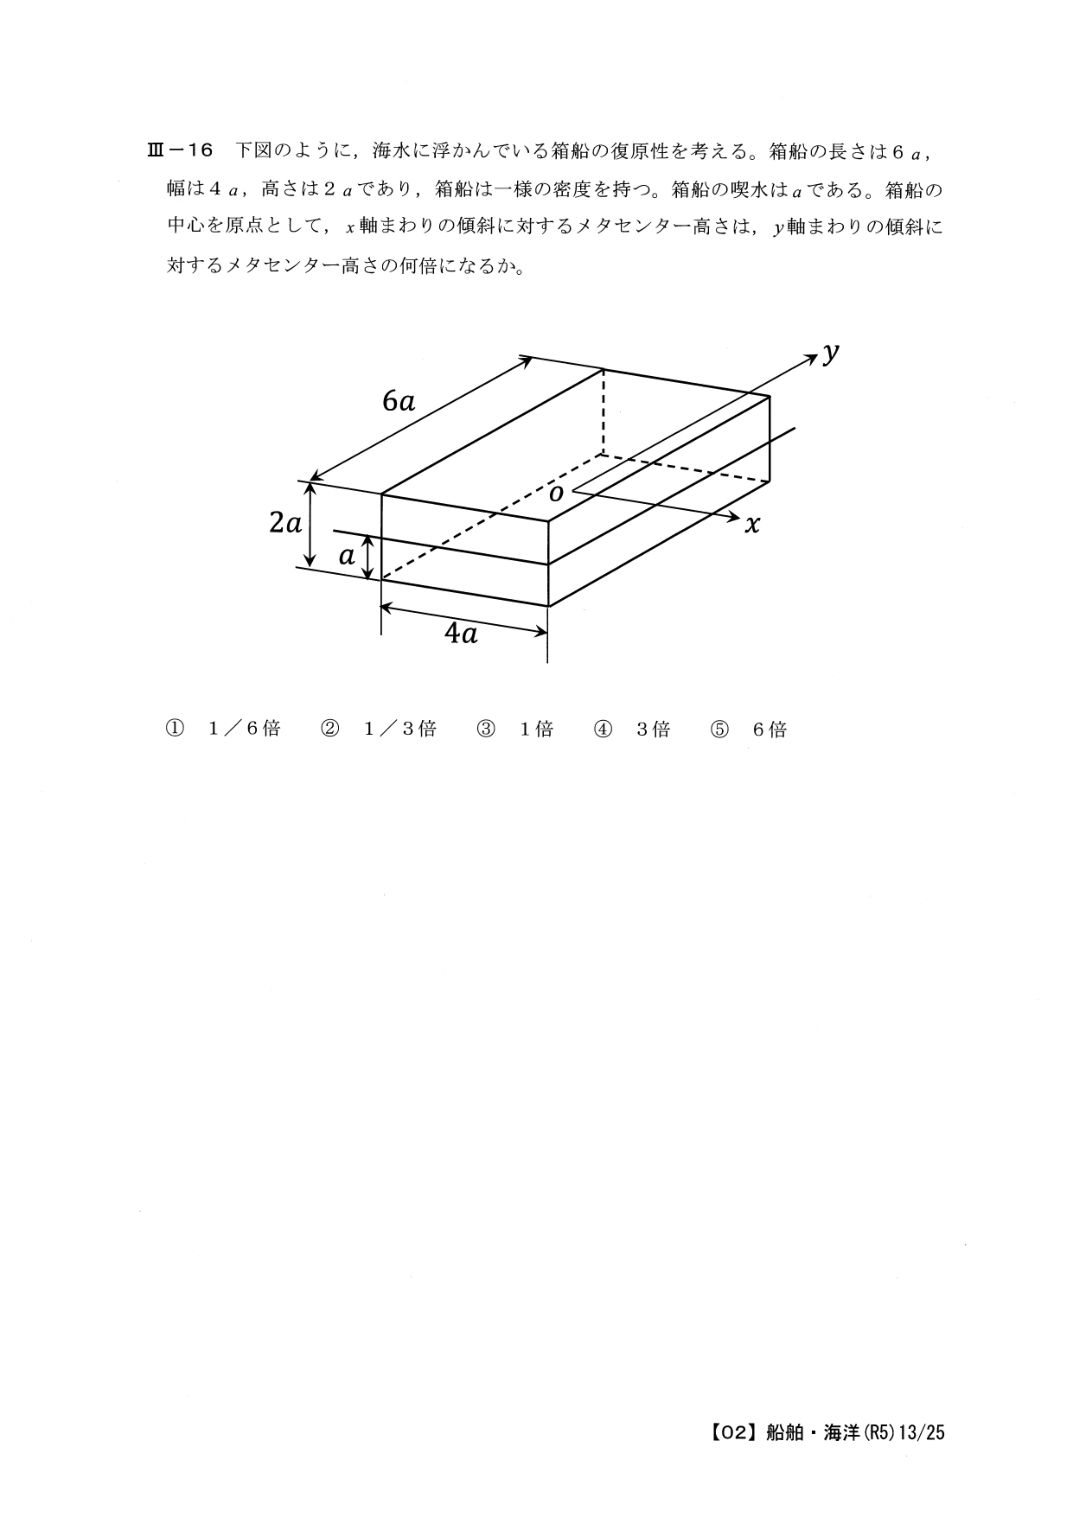 Ⅲ－16　下図のように，海水に浮かんでいる箱船の復原性を考える。箱船の長さは６a，
幅は４a，高さは２aであり，箱船は一様の密度を持つ。箱船の喫水はaである。箱船の
中心を原点として，x軸まわりの傾斜に対するメタセンター高さは，y軸まわりの傾斜に
対するメタセンター高さの何倍になるか。
y
6a
o
x
2a
a
4a
①　１／６倍　②　１／３倍　③　１倍　④　３倍　⑤　６倍
【02】船舶・海洋(R5)13/25